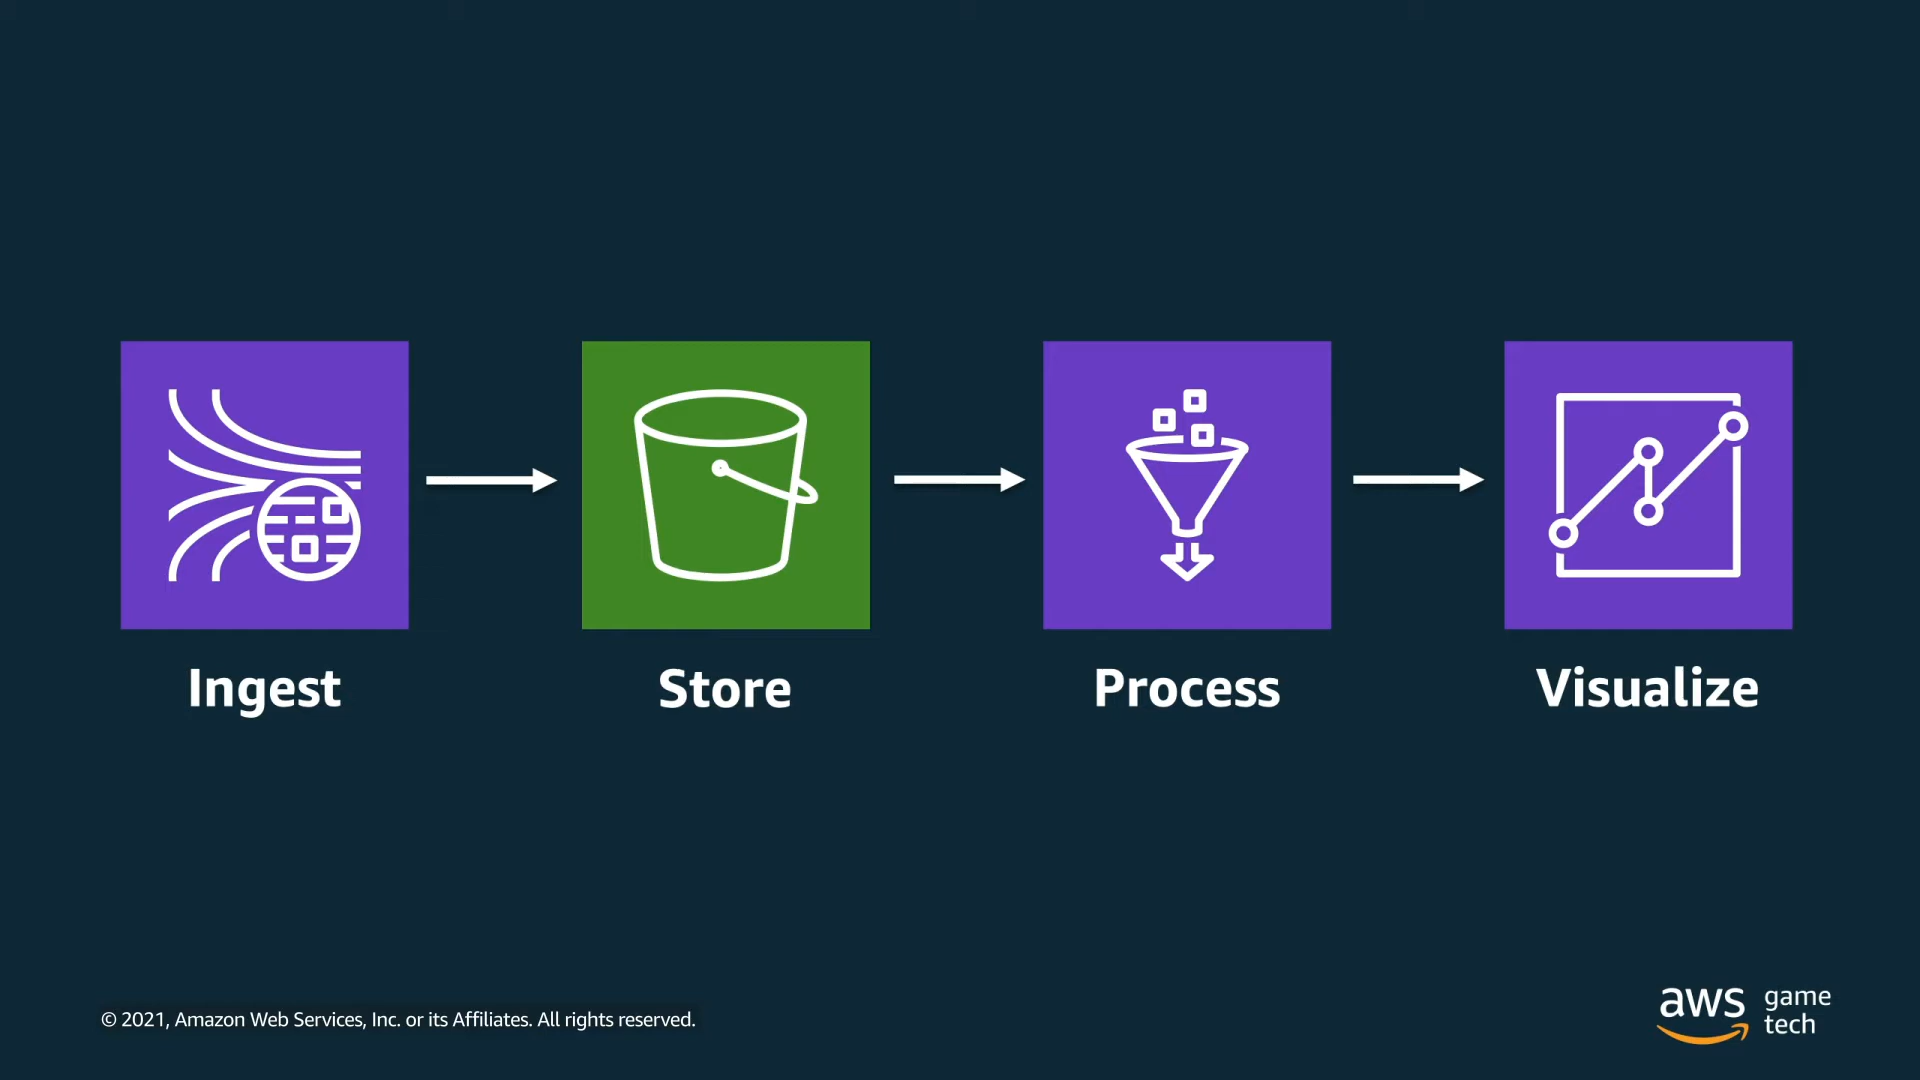 Ingest
Store
Process
Visualize
© 2021, Amazon Web Services, Inc. or its Affiliates. All rights reserved.
aws
game
tech